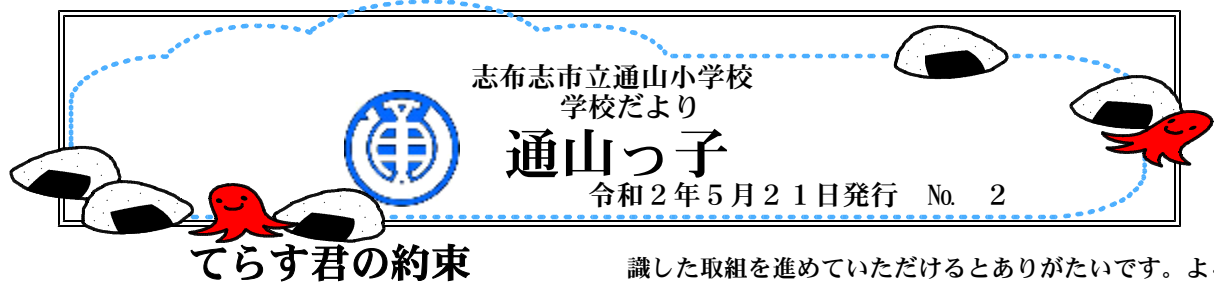 志布志市立通山小学校
学校だより
通山っ子
令和２年５月２１日発行　№　２
てらす君の約束
識した取組を進めていただけるとありがたいです。よ